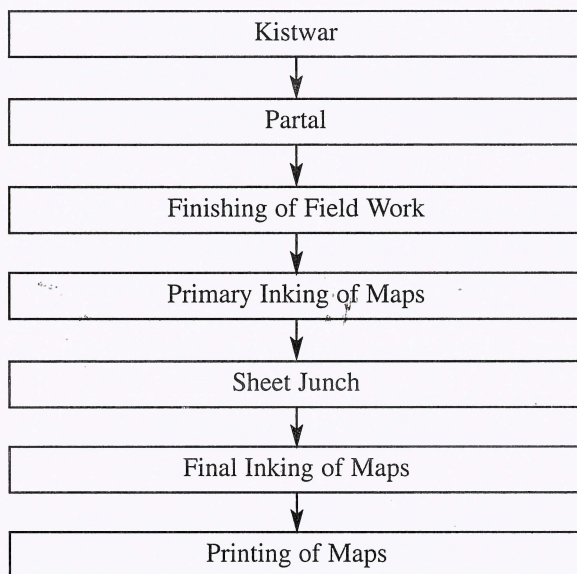 Kistwar
Partal
Finishing of Field Work
Primary Inking of Maps
Sheet Junch
Final Inking of Maps
Printing of Maps